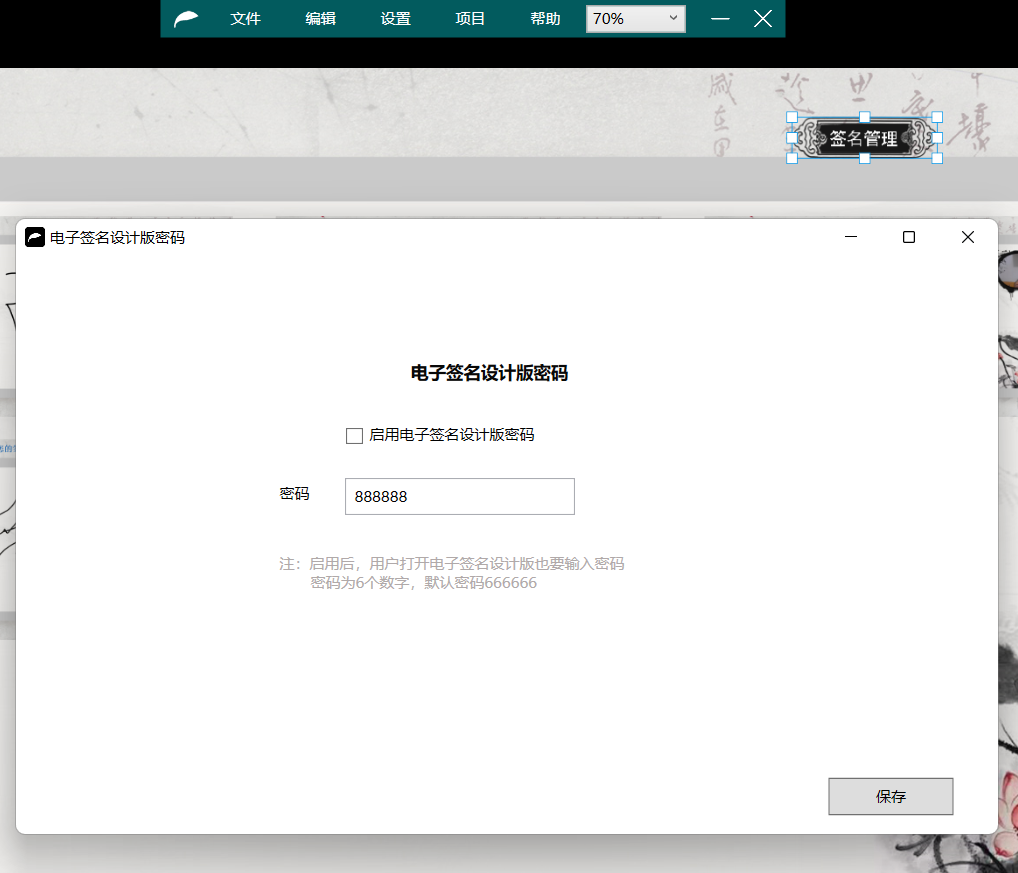 文件 编辑 设置 项目 帮助 70%
签名管理
电子签名设计版密码
电子签名设计版密码
启用电子签名设计版密码
密码 888888
注：启用后，用户打开电子签名设计版也要输入密码
密码为6个数字，默认密码666666
保存